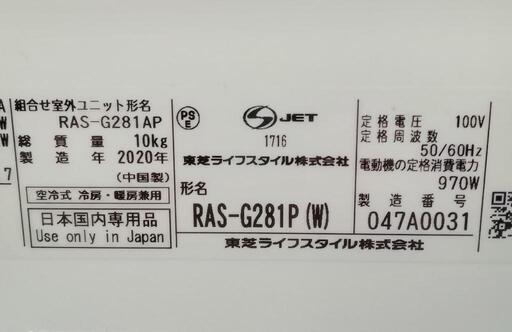 A
W
W
7
組合せ室外ユニット形名
RAS-G281AP
総質量 10kg
製造年 2020年
(中国製)
空冷式 冷房・暖房兼用
日本国内専用品
Use only in Japan
PS
E
JET
1716
東芝ライフスタイル株式会社
形名
RAS-G281P(W)
東芝ライフスタイル株式会社
定格電圧 100V
定格周波数
50/60Hz
電動機の定格消費電力
970W
製造番号
047A0031